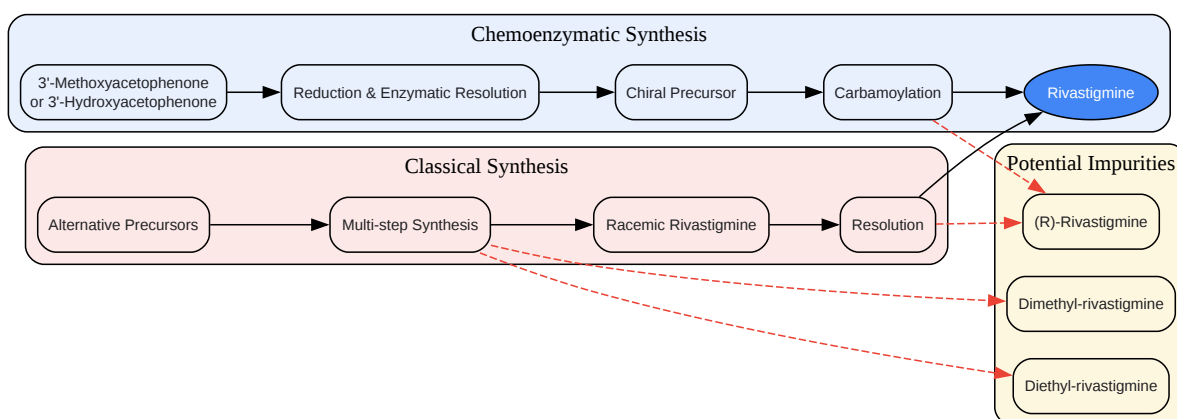 Chemoenzymatic Synthesis
3'-Methoxyacetophenone
or 3'-Hydroxyacetophenone
Reduction & Enzymatic Resolution
Chiral Precursor
Carbamoylation
Rivastigmine
Classical Synthesis
Alternative Precursors
Multi-step Synthesis
Racemic Rivastigmine
Resolution
Potential Impurities
(R)-Rivastigmine
Dimethyl-rivastigmine
Diethyl-rivastigmine